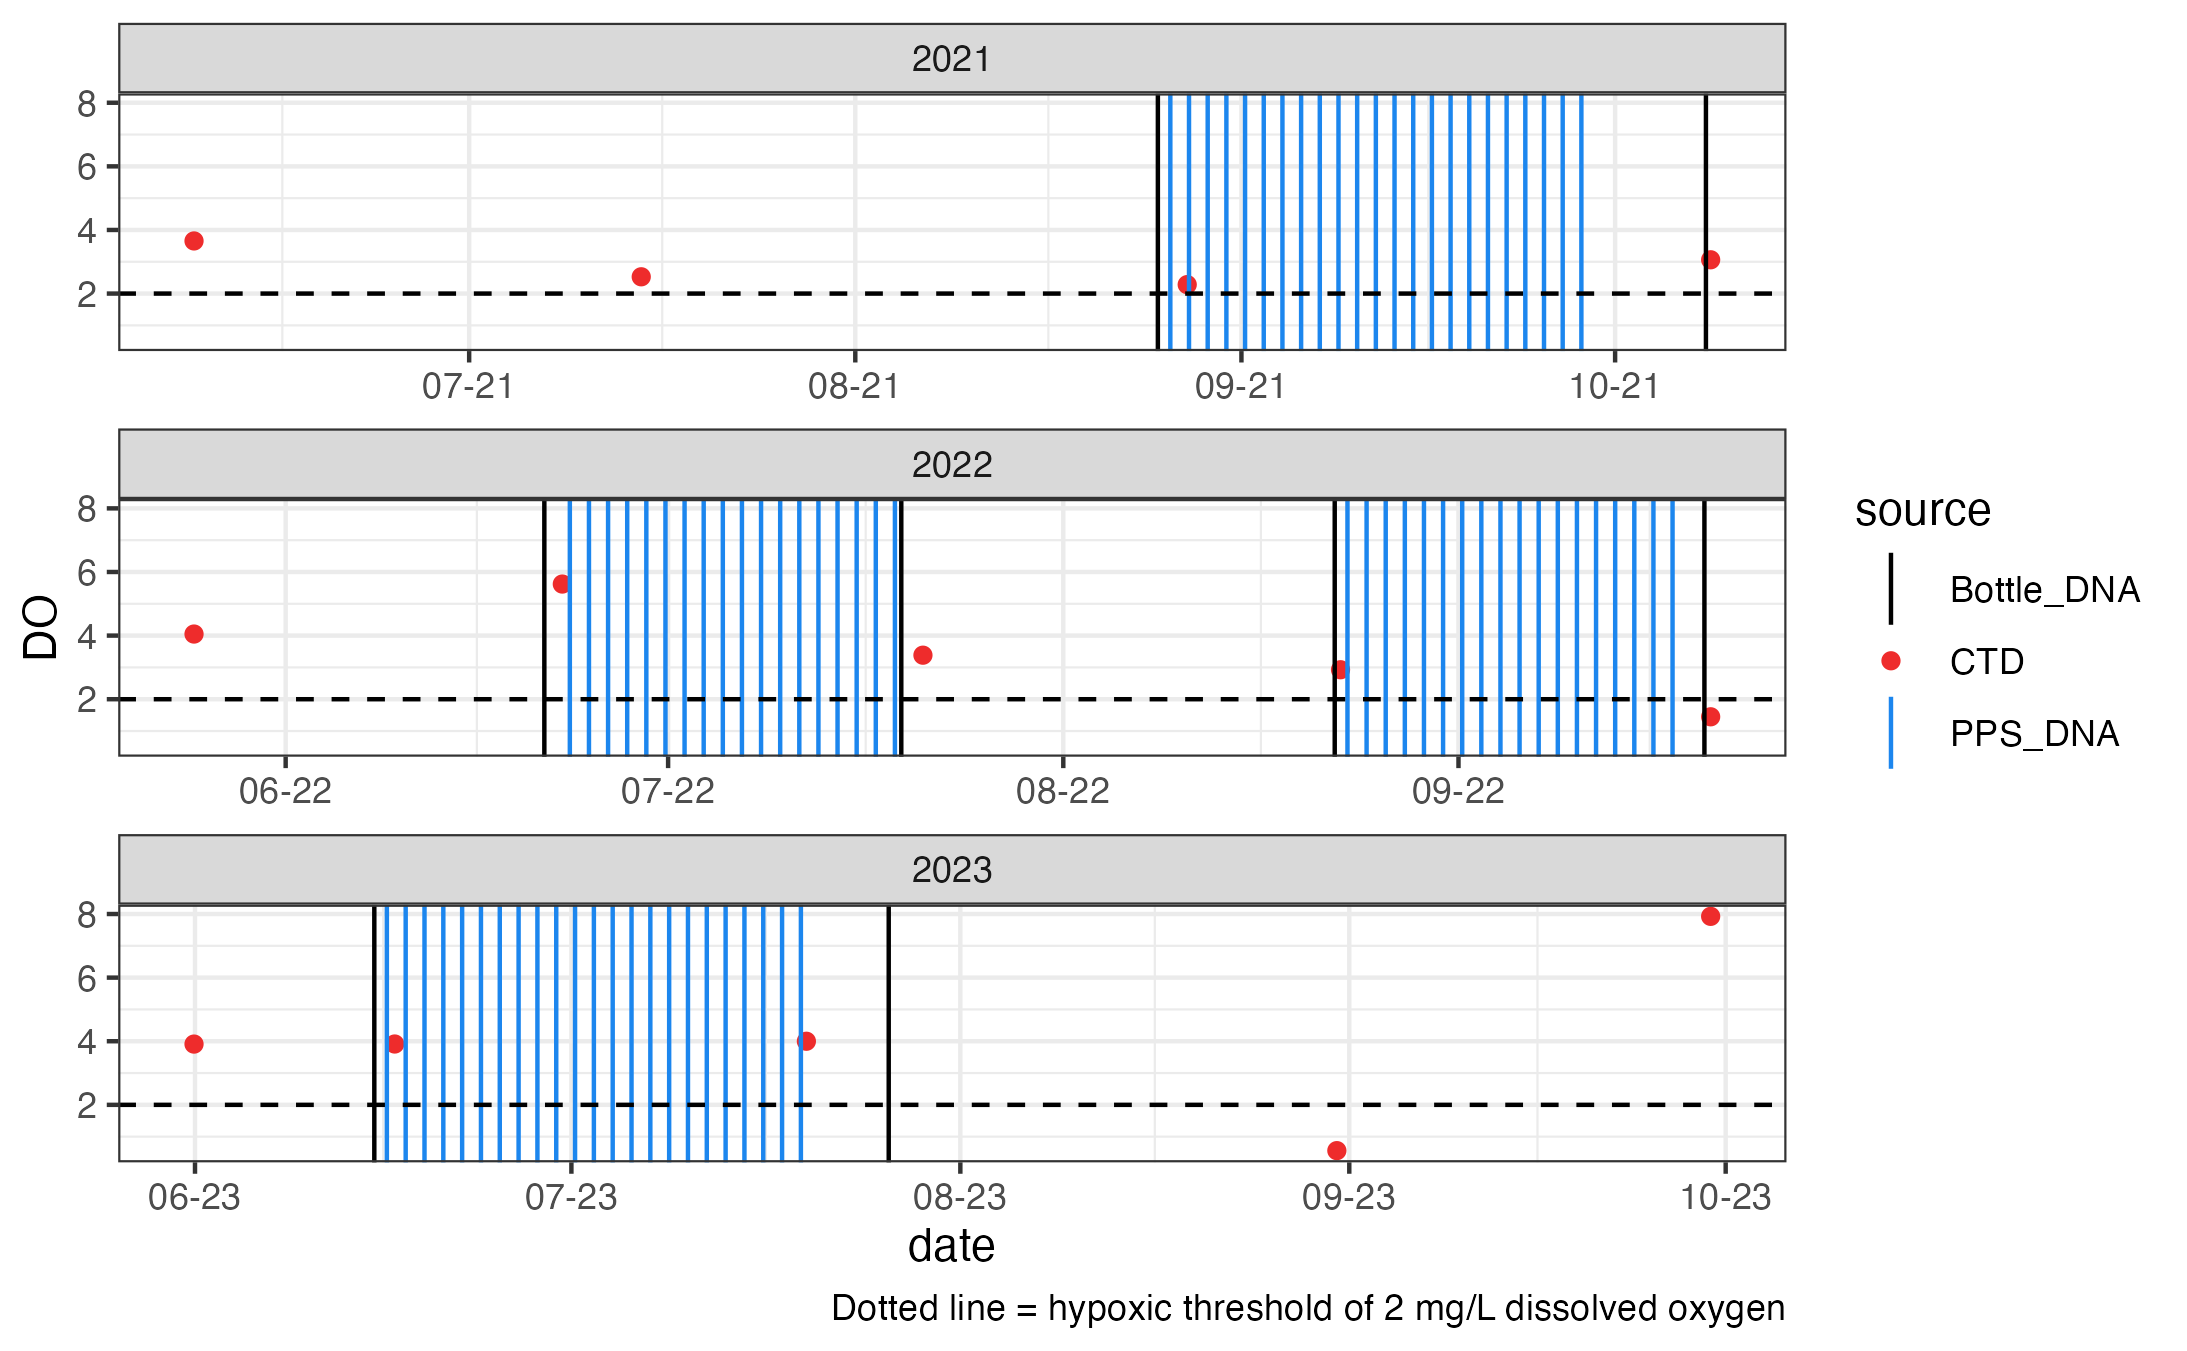 2021
8
6
4
2
07-21 08-21 09-21 10-21
2022
8
6
4
2
06-22 07-22 08-22 09-22
DO
source
Bottle_DNA
CTD
PPS_DNA
2023
8
6
4
2
06-23 07-23 08-23 09-23 10-23
date
Dotted line = hypoxic threshold of 2 mg/L dissolved oxygen